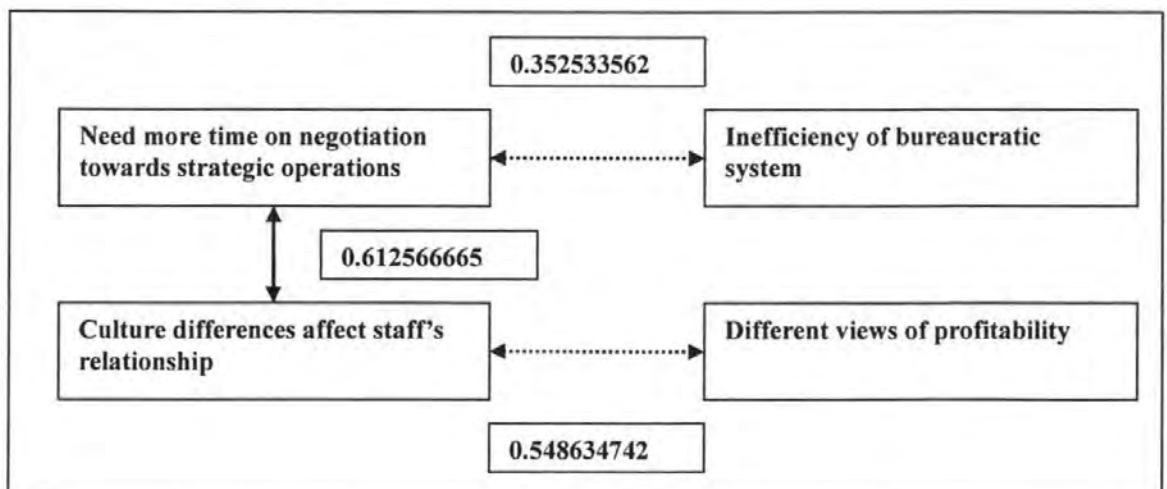 0.352533562
Need more time on negotiation
towards strategic operations
Inefficiency of bureaucratic
system
0.612566665
Culture differences affect staff's
relationship
Different views of profitability
0.548634742